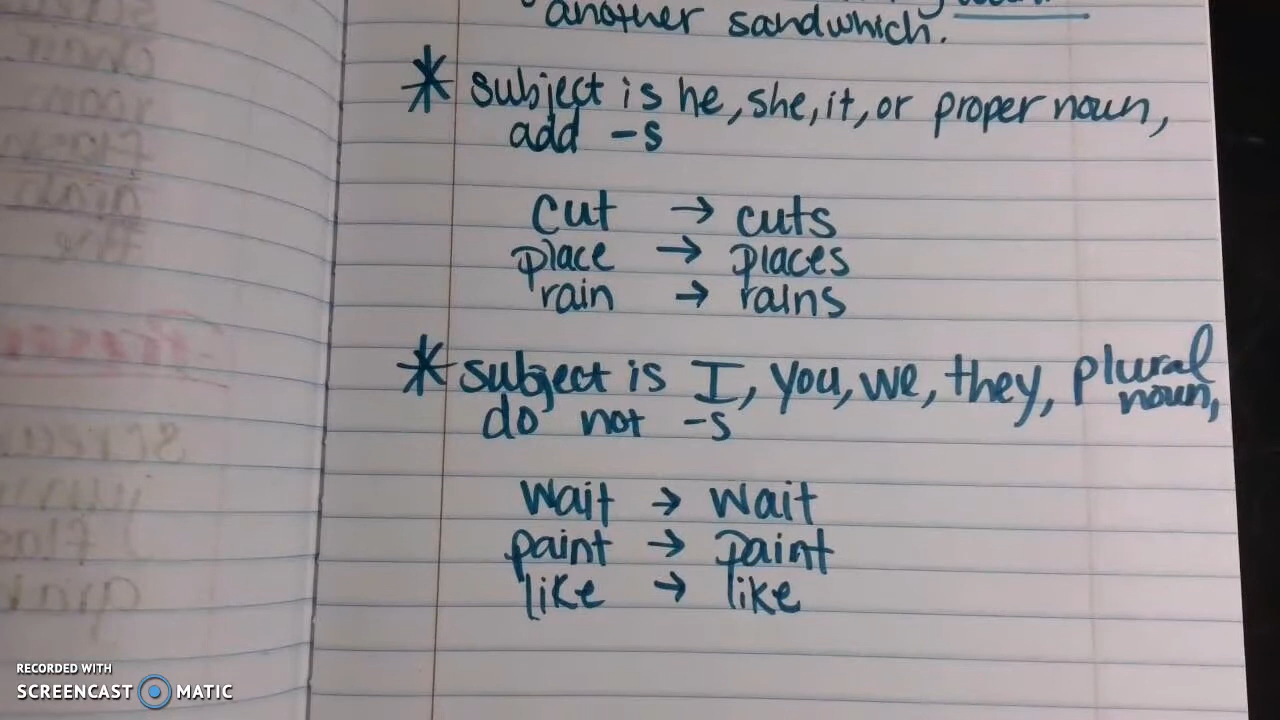 another sandwhich.
* subject is he, she, it, or proper noun,
add -s
cut → cuts
place → places
rain → rains
* subject is I, you, we, they, plural
noun,
do not -s
wait → wait
paint → paint
like → like
RECORDED WITH
SCREENCAST MATIC